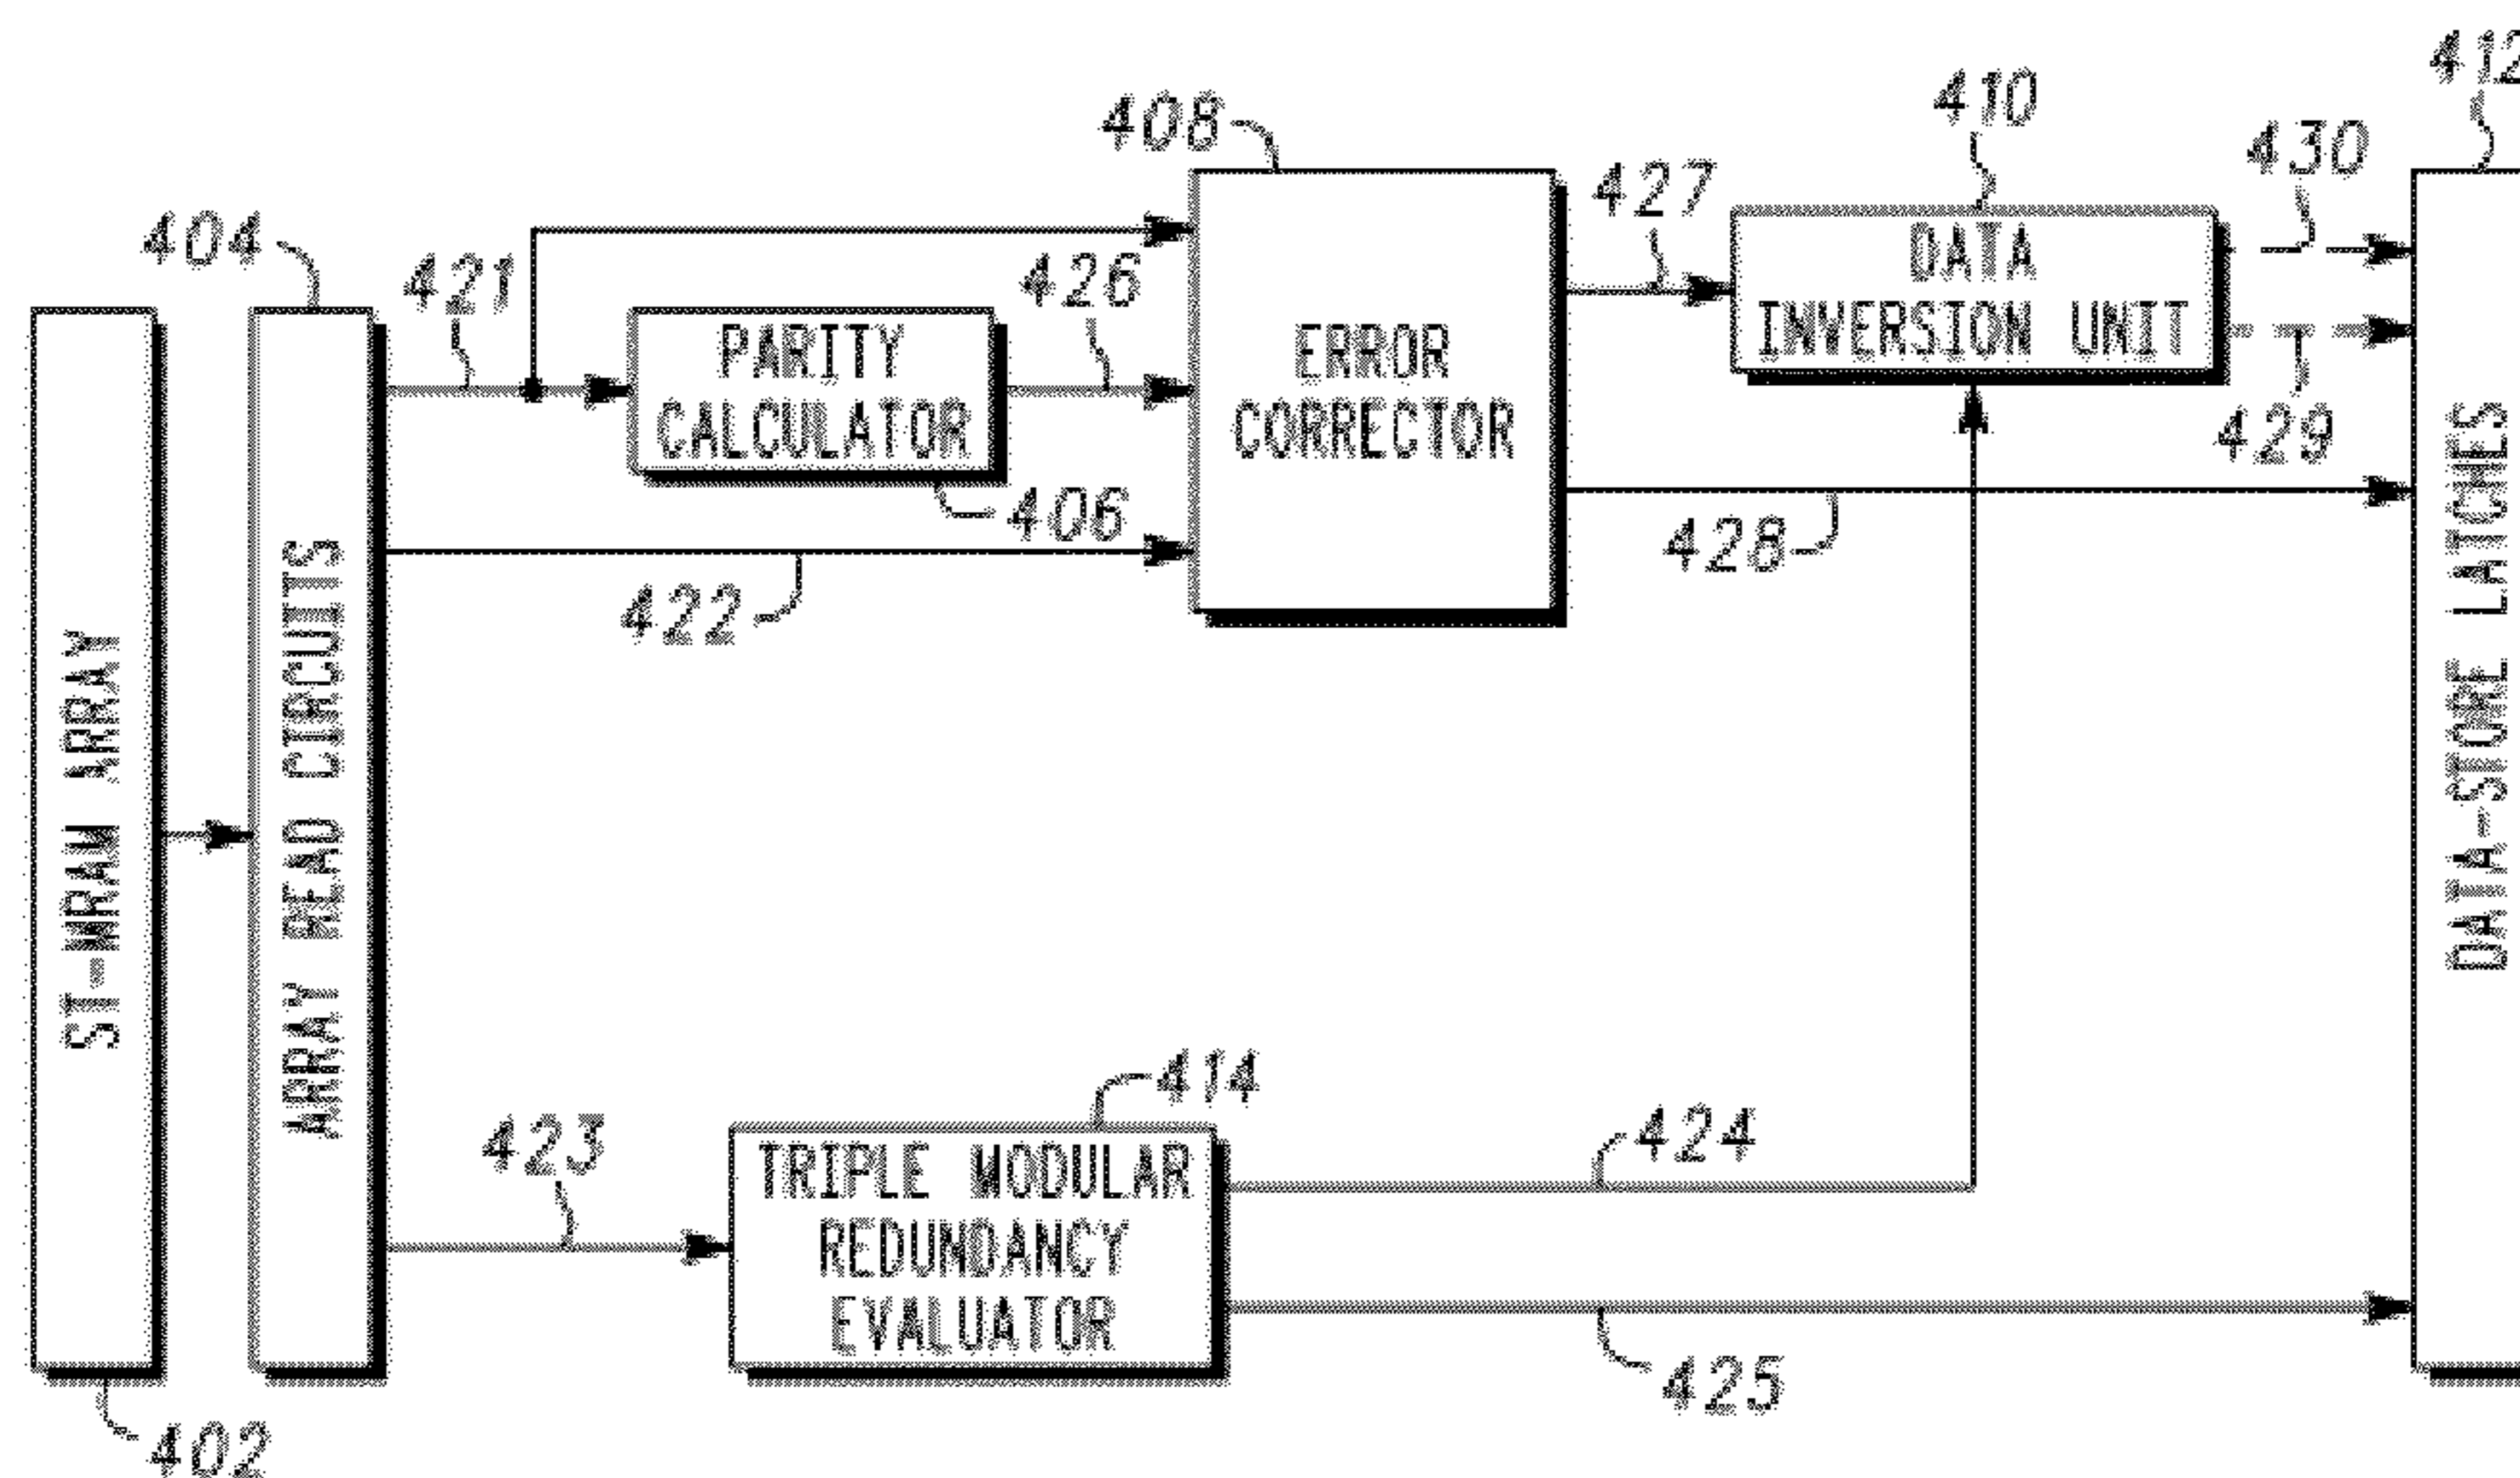 412
410
408
430
427
404
421
426
DATA
INVERSION UNIT
PARITY
CALCULATOR
ERROR
CORRECTOR
429
406
428
422
ST-MRAM ARRAY
ARRAY READ CIRCUITS
DATA-STORE LATCHES
414
423
424
TRIPLE MODULAR
REDUNDANCY
EVALUATOR
425
402